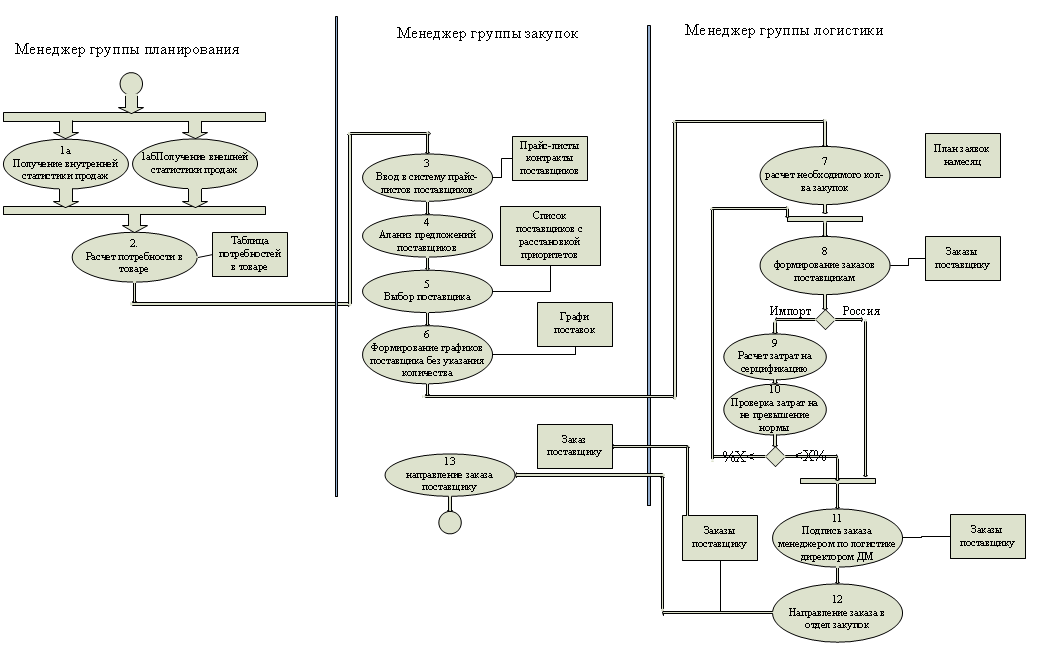 Менеджер группы планирования
Менеджер группы закупок
Менеджер группы логистики
1а
Получение внутренней
статистики продаж
1абПолучение внешней
статистики продаж
2.
Расчет потребности в
товаре
Таблица
потребностей
в товаре
3
Ввод в систему прайс-
листов поставщиков
Прайс-листы
контракты
поставщиков
4
Апаниз предложений
поставщиков
Список
поставщиков с
расстановкой
приоритетов
5
Выбор поставщика
6
Формирование графиков
поставщика без указания
количества
Графи
поставок
7
расчет необходимого кол-
ва закупок
План заявок
намесяц
8
формирование заказов
поставщикам
Заказы
поставщику
Импорт
Россия
9
Расчет затрат на
серцификацию
10
Проверка затрат на
не превышение
нормы
%X<
<X%
11
Подпись заказа
менеджером по логистике
директором ДМ
Заказы
поставщику
12
Направление заказа в
отдел закупок
Заказы
поставщику
Заказ
поставщику
13
направление заказа
поставщику